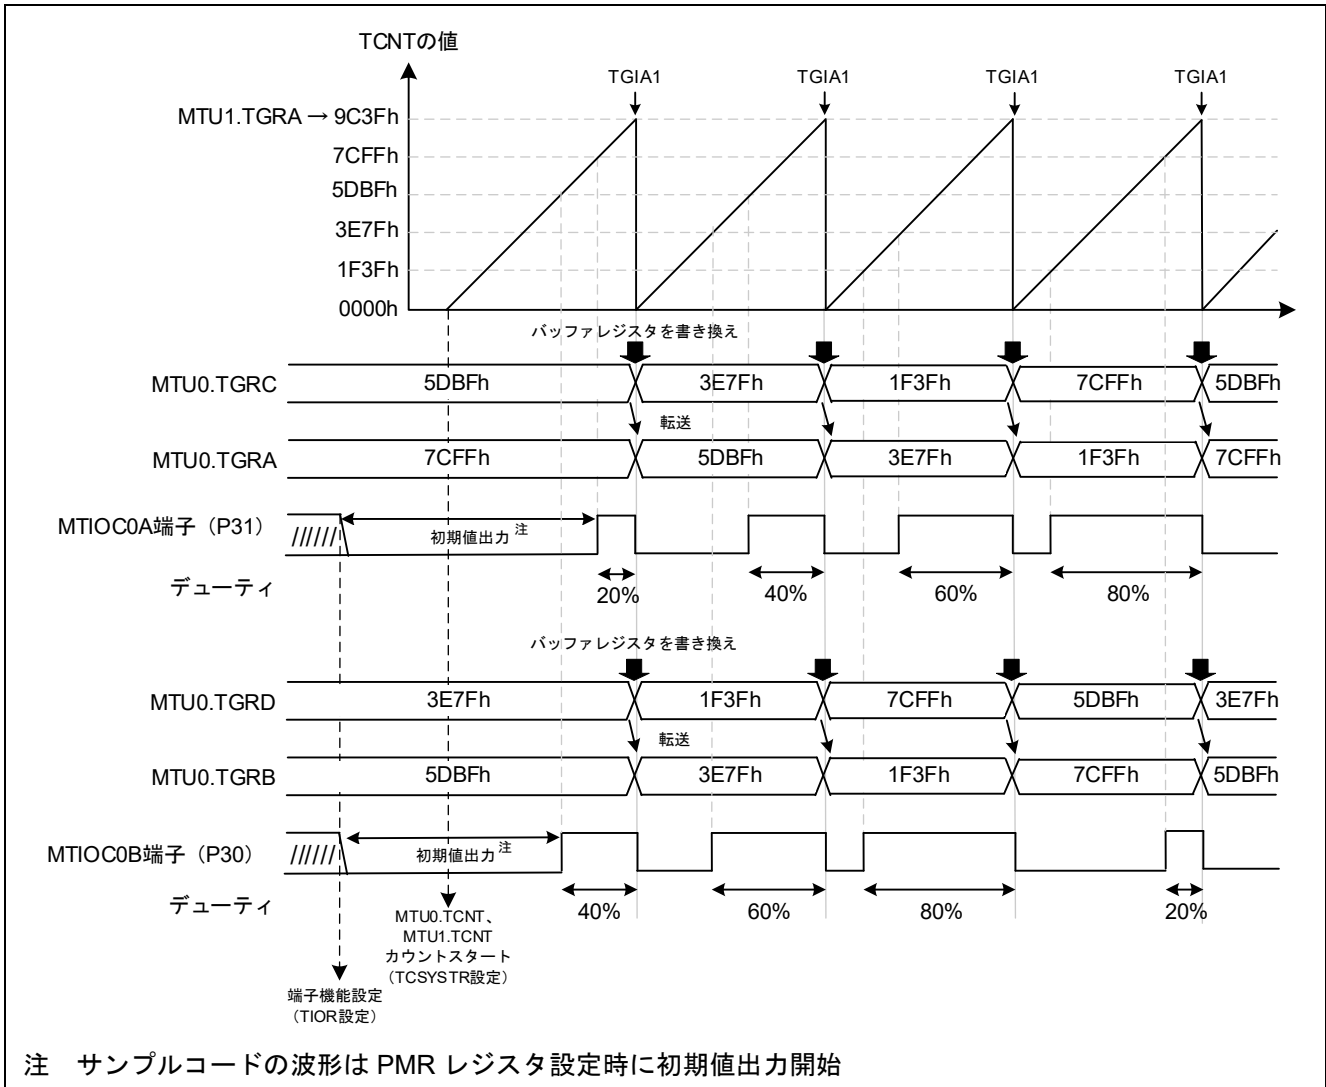 TCNTの値
TGIA1 TGIA1 TGIA1 TGIA1
MTU1.TGRA → 9C3Fh
7CFFh
5DBFh
3E7Fh
1F3Fh
0000h
バッファレジスタを書き換え
MTU0.TGRC 5DBFh 3E7Fh 1F3Fh 7CFFh 5DBFh
転送
MTU0.TGRA 7CFFh 5DBFh 3E7Fh 1F3Fh 7CFFh
MTIOC0A端子（P31） ////// 初期値出力 注
デューティ 20% 40% 60% 80%
バッファレジスタを書き換え
MTU0.TGRD 3E7Fh 1F3Fh 7CFFh 5DBFh 3E7Fh
転送
MTU0.TGRB 5DBFh 3E7Fh 1F3Fh 7CFFh 5DBFh
MTIOC0B端子（P30） ////// 初期値出力 注
デューティ 40% 60% 80% 20%
MTU0.TCNT、
MTU1.TCNT
カウントスタート
（TCSYSTR設定）
端子機能設定
（TIOR設定）
注 サンプルコードの波形は PMR レジスタ設定時に初期値出力開始